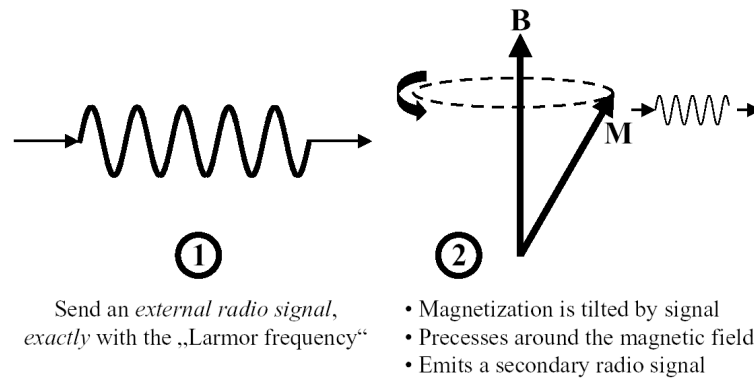 B
M
1
2
Send an external radio signal,
exactly with the „Larmor frequency“
• Magnetization is tilted by signal
• Precesses around the magnetic field
• Emits a secondary radio signal